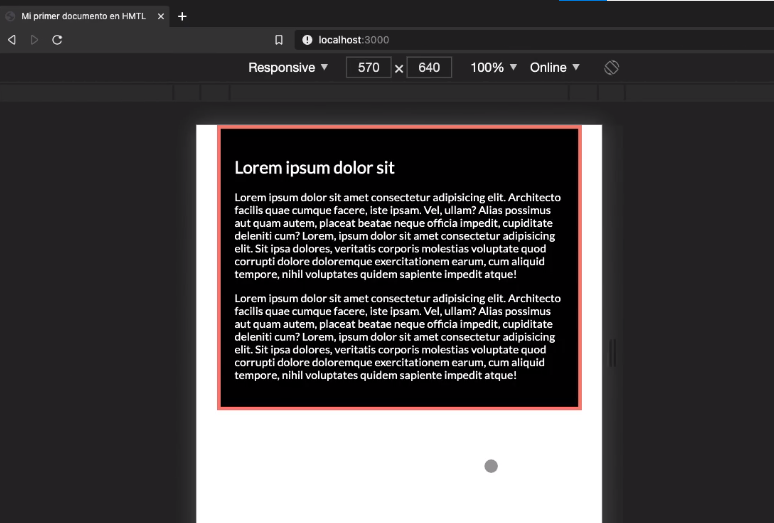 Mi primer documento en HMTL
localhost:3000
Responsive 570 × 640 100% Online
Lorem ipsum dolor sit
Lorem ipsum dolor sit amet consectetur adipisicing elit. Architecto
facilis quae cumque facere, iste ipsam. Vel, ullam? Alias possimus
aut quam autem, placeat beatae neque officia impedit, cupiditate
deleniti cum? Lorem, ipsum dolor sit amet consectetur adipisicing
elit. Sit ipsa dolores, veritatis corporis molestias voluptate quod
corrupti dolore doloremque exercitationem earum, cum aliquid
tempore, nihil voluptates quidem sapiente impedit atque!
Lorem ipsum dolor sit amet consectetur adipisicing elit. Architecto
facilis quae cumque facere, iste ipsam. Vel, ullam? Alias possimus
aut quam autem, placeat beatae neque officia impedit, cupiditate
deleniti cum? Lorem, ipsum dolor sit amet consectetur adipisicing
elit. Sit ipsa dolores, veritatis corporis molestias voluptate quod
corrupti dolore doloremque exercitationem earum, cum aliquid
tempore, nihil voluptates quidem sapiente impedit atque!